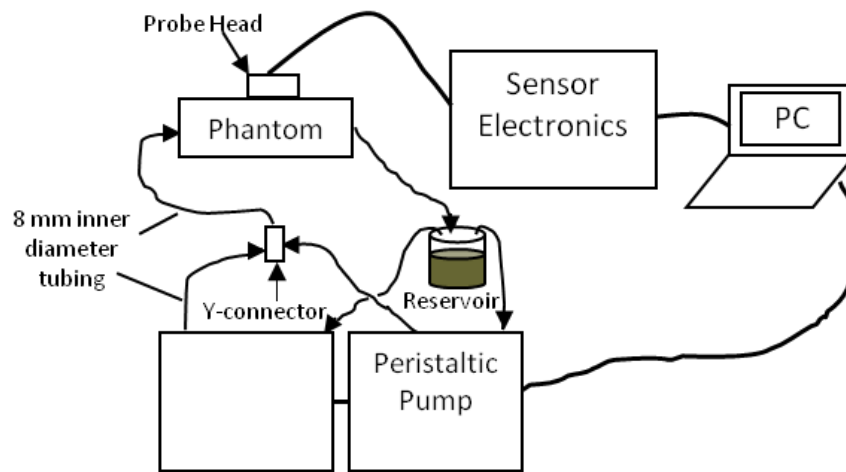 Probe Head
Phantom
Sensor
Electronics
PC
8 mm inner
diameter
tubing
Y-connector
Reservoir
Peristaltic
Pump